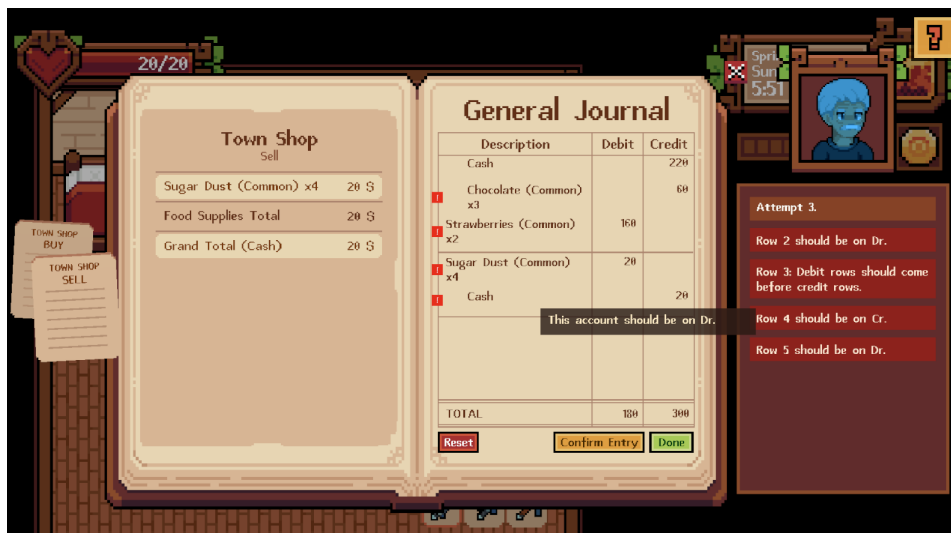 20/20
Spri.
Sun
5:51
?
Town Shop
Sell
Sugar Dust (Common) x4 20 S
Food Supplies Total 20 S
Grand Total (Cash) 20 S
TOWN SHOP
BUY
TOWN SHOP
SELL
General Journal
Description Debit Credit
Cash 220
Chocolate (Common) 60
x3
Strawberries (Common) 160
x2
Sugar Dust (Common) 20
x4
Cash 20
This account should be on Dr.
TOTAL 180 300
Reset Confirm Entry Done
Attempt 3.
Row 2 should be on Dr.
Row 3: Debit rows should come
before credit rows.
Row 4 should be on Cr.
Row 5 should be on Dr.